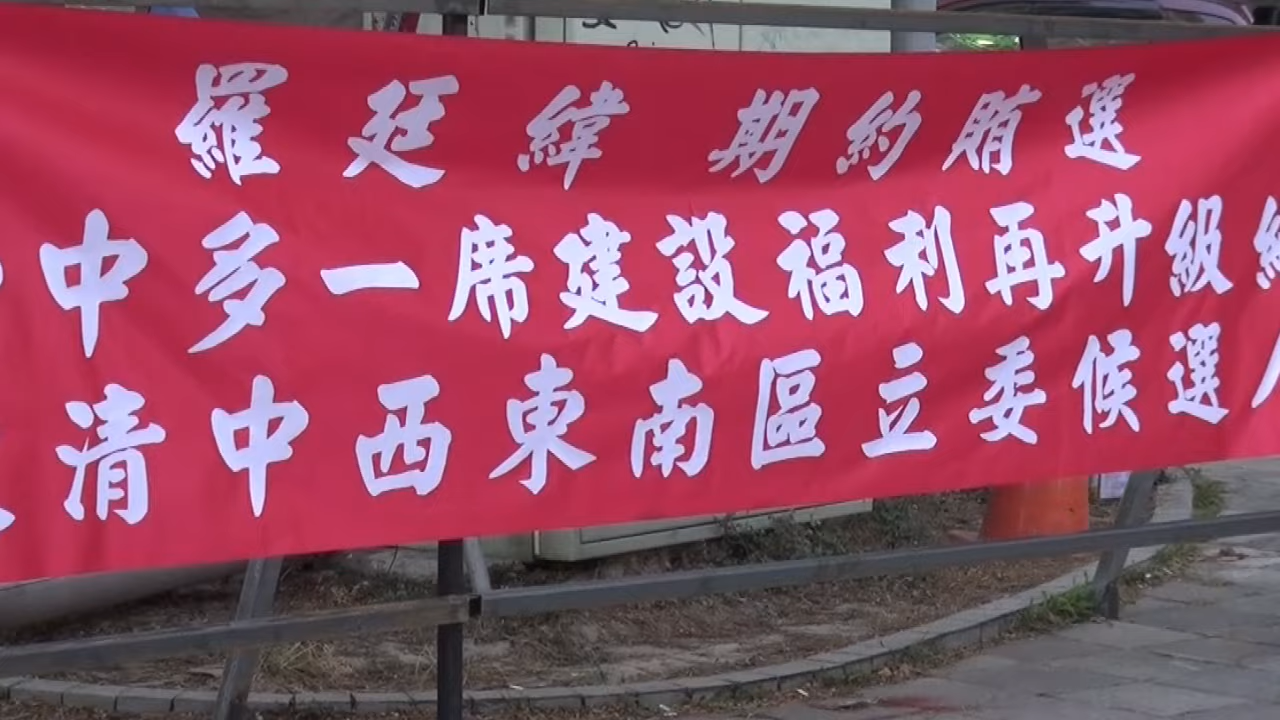 羅廷緯 期約賄選
中多一席建設福利再升級
清中西東南區立委候選